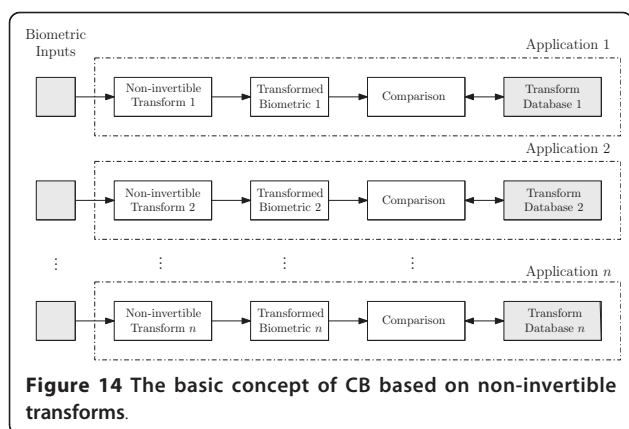 Biometric
Inputs
Application 1
Non-invertible
Transform 1
Transformed
Biometric 1
Comparison
Transform
Database 1
Application 2
Non-invertible
Transform 2
Transformed
Biometric 2
Comparison
Transform
Database 2
⋮ ⋮ ⋮ ⋮
Application n
Non-invertible
Transform n
Transformed
Biometric n
Comparison
Transform
Database n
Figure 14 The basic concept of CB based on non-invertible
transforms.